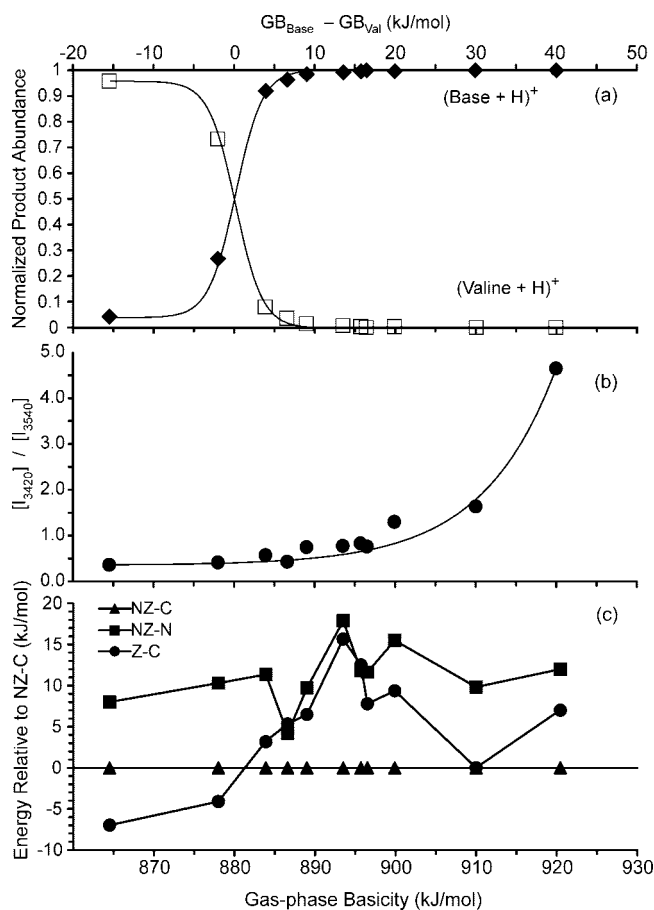 GB_Base – GB_Val (kJ/mol)
-20 -10 0 10 20 30 40 50
Normalized Product Abundance
1
0.9
0.8
0.7
0.6
0.5
0.4
0.3
0.2
0.1
0
(a)
(Base + H)+
(Valine + H)+
[I3420] / [I3540]
5.0
4.0
3.0
2.0
1.0
0.0
(b)
Energy Relative to NZ-C (kJ/mol)
20
15
10
5
0
-5
-10
NZ-C
NZ-N
Z-C
(c)
870 880 890 900 910 920 930
Gas-phase Basicity (kJ/mol)